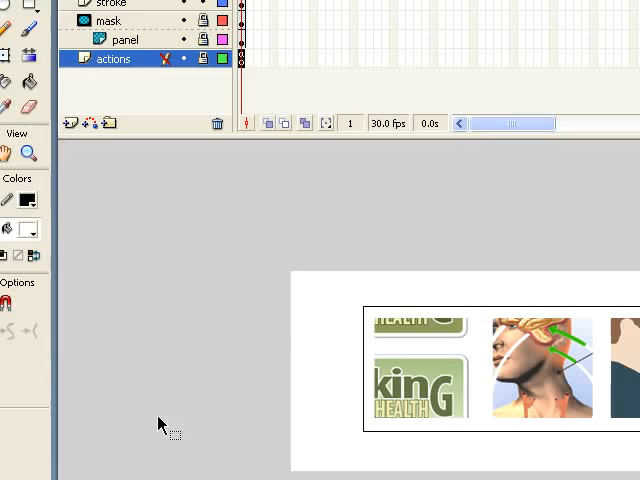 stroke
mask
panel
actions
1
30.0 fps
0.0s
View
Colors
Options
HEALTH
kinG
HEALTH